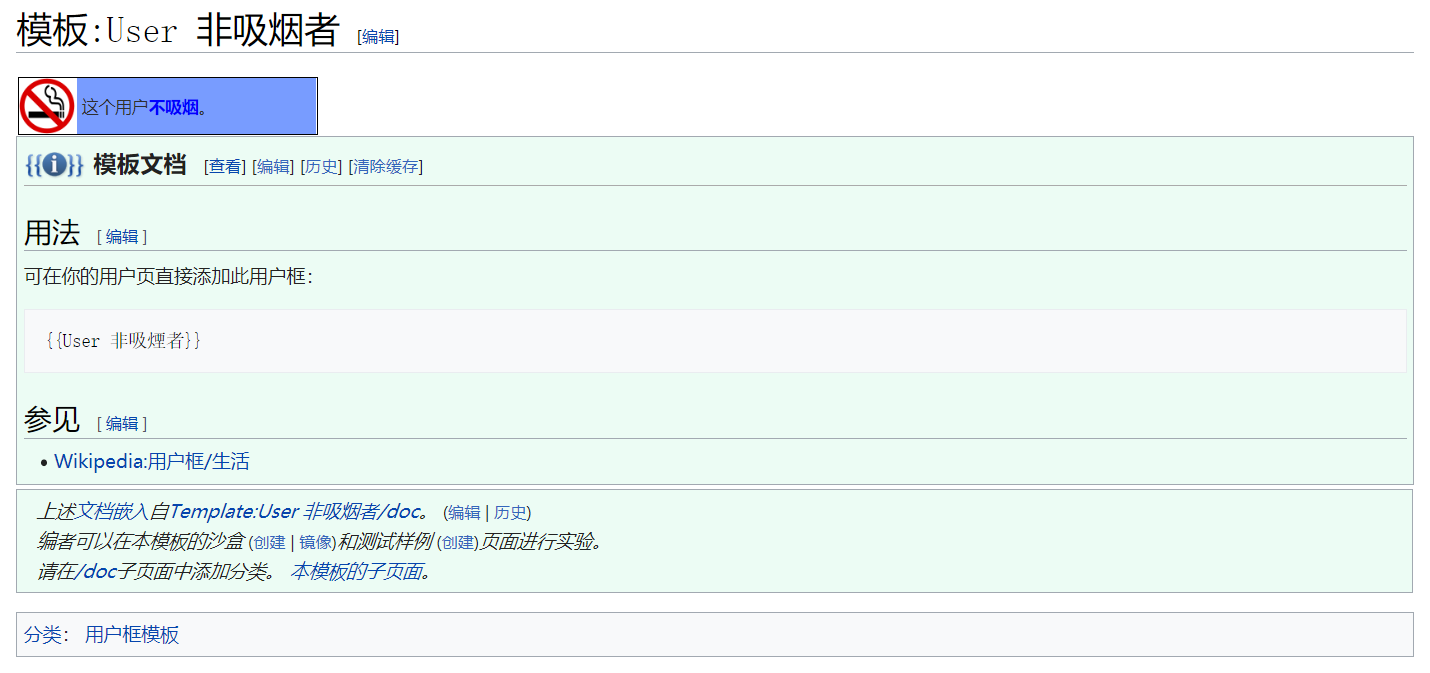 模板:User 非吸烟者 [编辑]
这个用户不吸烟。
{{i}} 模板文档 [查看] [编辑] [历史] [清除缓存]
用法 [ 编辑 ]
可在你的用户页直接添加此用户框：
{{User 非吸煙者}}
参见 [ 编辑 ]
• Wikipedia:用户框/生活
上述文档嵌入自Template:User 非吸烟者/doc。 (编辑 | 历史)
编者可以在本模板的沙盒 (创建 | 镜像)和测试样例 (创建)页面进行实验。
请在/doc子页面中添加分类。 本模板的子页面。
分类： 用户框模板